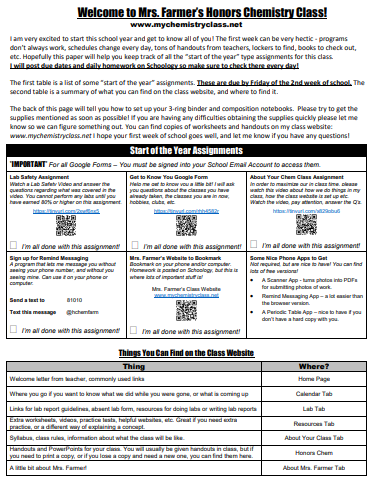 Welcome to Mrs. Farmer's Honors Chemistry Class!
www.mychemistryclass.net
I am very excited to start this school year and get to know all of you! The first week can be very hectic - programs
don't always work, schedules change every day, tons of handouts from teachers, lockers to find, books to check out,
etc. Hopefully this paper will help you keep track of all the "start of the year" type assignments for this class.
I will post due dates and daily homework on Schoology so make sure to check there every day!
The first table is a list of some "start of the year" assignments. These are due by Friday of the 2nd week of school. The
second table is a summary of what you can find on the class website, and where to find it.
The back of this page will tell you how to set up your 3-ring binder and composition notebooks. Please try to get the
supplies mentioned as soon as possible! If you are having any difficulties obtaining the supplies quickly please let me
know so we can figure something out. You can find copies of worksheets and handouts on my class website:
www.mychemistryclass.net I hope your first week of school goes well, and let me know if you have any questions!
Start of the Year Assignments
*IMPORTANT* For all Google Forms – You must be signed into your School Email Account to access them.
Lab Safety Assignment
Watch a Lab Safety Video and answer the
questions regarding what was covered in the
video. You cannot perform any labs until you
have earned 80% or higher on this assignment!
I'm all done with this assignment!
Get to Know You Google Form
Help me get to know you a little bit! I will ask
you questions about the classes you have
already taken, the classes you are in now,
hobbies, clubs, etc
I'm all done with this assignment!
About Your Chem Class Assignment
In order to maximize our in class time, please
watch this video about how we do things in my
class, how the class website is set up etc.
Watch the video, pay attention, answer the Q's.
I'm all done with this assignment!
Sign up for Remind Messaging
A program that lets me message you without
seeing your phone number, and without you
seeing mine. Can use it on your phone or
computer.
Send a text to 81010
Text this message @hchemfarm
I'm all done with this assignment!
Mrs. Farmer's Website to Bookmark
Bookmark on your phone and/or computer.
Homework is posted on Schoology, but this is
where lots of important stuff is!
Mrs. Farmer's Class Website
www.mychemistryclass.net
I'm all done with this assignment!
Some Nice Phone Apps to Get
Not required, but are nice to have! You can find
lots of free versions!
• A Scanner App - turns photos into PDFs
for submitting photos of work.
• Remind Messaging App – a lot easier than
the browser version.
• A Periodic Table App – nice to have if you
don't have a hard copy with you.
Things You Can Find on the Class Website
Thing Where?
Welcome letter from teacher, commonly used links Home Page
Where you go if you want to know what we did while you were gone, or what is coming up Calendar Tab
Links for lab report guidelines, absent lab form, resources for doing labs or writing lab reports Lab Tab
Extra worksheets, videos, practice tests, helpful websites, etc. Great if you need extra
practice, or a different way of explaining a concept. Resources Tab
Syllabus, class rules, information about what the class will be like. About Your Class Tab
Handouts and PowerPoints for your class. You will usually be given handouts in class, but if
you need to print a copy, or if you lose a copy and need a new one, you can find them here. Honors Chem
A little bit about Mrs. Farmer! About Mrs. Farmer Tab